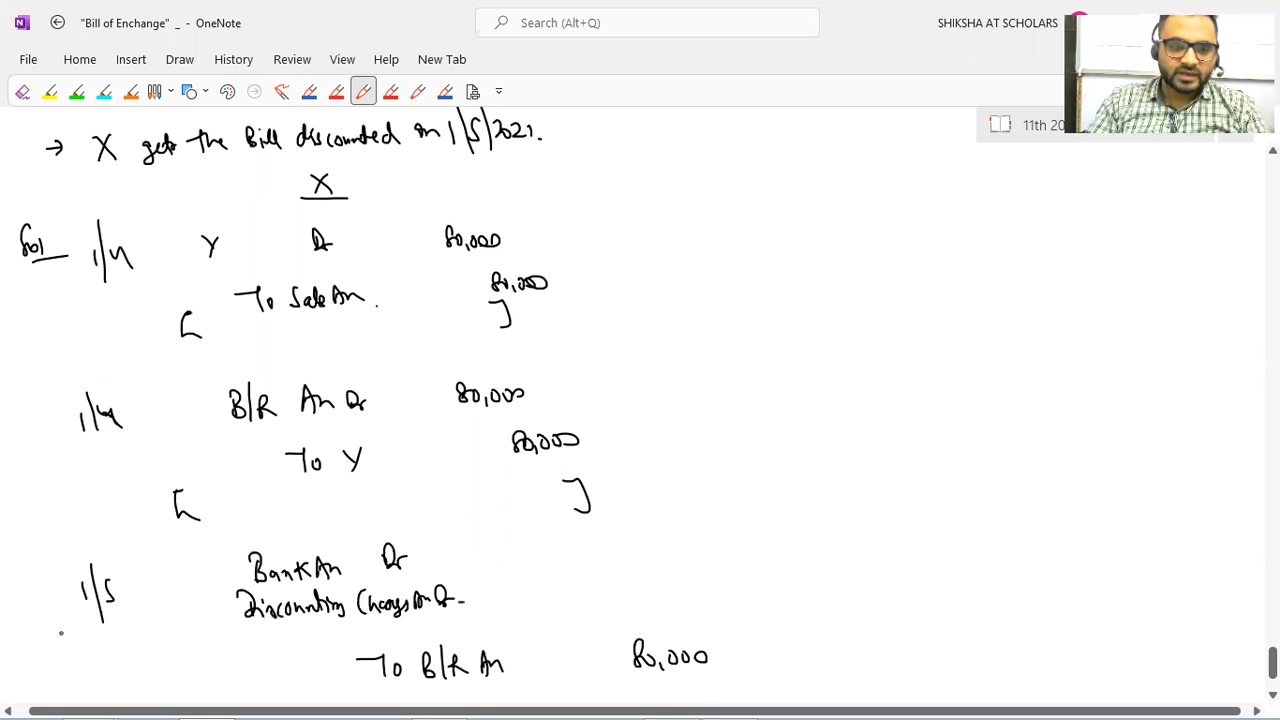 "Bill of Enchange" _ - OneNote
Search (Alt+Q)
SHIKSHA AT SCHOLARS
File Home Insert Draw History Review View Help New Tab
11th 20
→ X gets the Bill discounted on 1/5/2021.
X
Sol 1/4 Y Dr 80,000
To Sale A/c. 80,000
[ ]
1/4 B/R A/c Dr 80,000
To Y 80,000
[ ]
1/5 Bank A/c Dr
Discounting Charges A/c Dr-
To B/R A/c 80,000